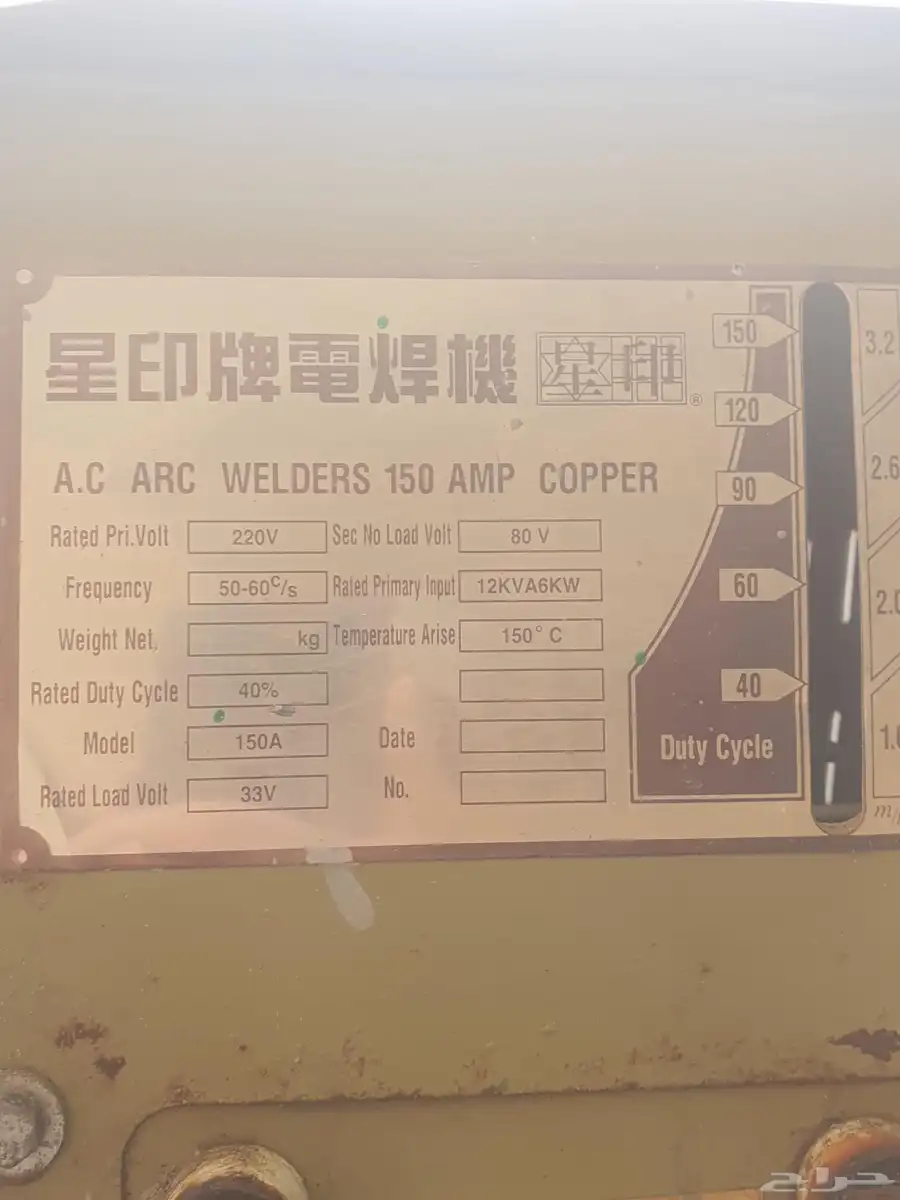 星印牌電焊機 星印 ®
A.C ARC WELDERS 150 AMP COPPER
Rated Pri.Volt 220V Sec No Load Volt 80 V
Frequency 50-60c/s Rated Primary Input 12KVA6KW
Weight Net, kg Temperature Arise 150°C
Rated Duty Cycle 40%
Model 150A Date
Rated Load Volt 33V No.
150
120
90
60
40
Duty Cycle
3.2
2.6
حراج